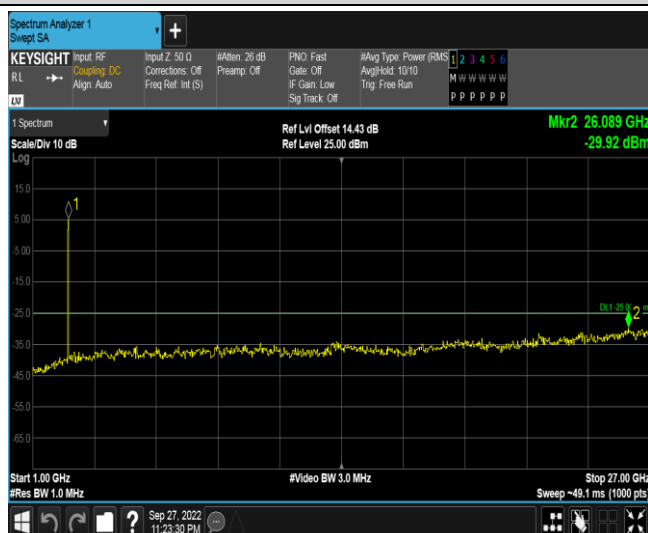 Spectrum Analyzer 1
Swept SA
+
KEYSIGHT
RL
Input: RF
Coupling: DC
Align: Auto
Input Z: 50 Ω
Corrections: Off
Freq Ref: Int (S)
#Atten: 26 dB
Preamp: Off
PNO: Fast
Gate: Off
IF Gain: Low
Sig Track: Off
#Avg Type: Power (RMS
Avg|Hold: 10/10
Trig: Free Run
1 2 3 4 5 6
M W W W W W
P P P P P P
LXI
1 Spectrum
Scale/Div 10 dB
Log
Ref Lvl Offset 14.43 dB
Ref Level 25.00 dBm
Mkr2 26.089 GHz
-29.92 dBm
15.0
5.00
-5.00
-15.0
-25.0
-35.0
-45.0
-55.0
-65.0
1
2
Start 1.00 GHz
#Res BW 1.0 MHz
#Video BW 3.0 MHz
Stop 27.00 GHz
Sweep ~49.1 ms (1000 pts)
?
Sep 27, 2022
11:23:30 PM